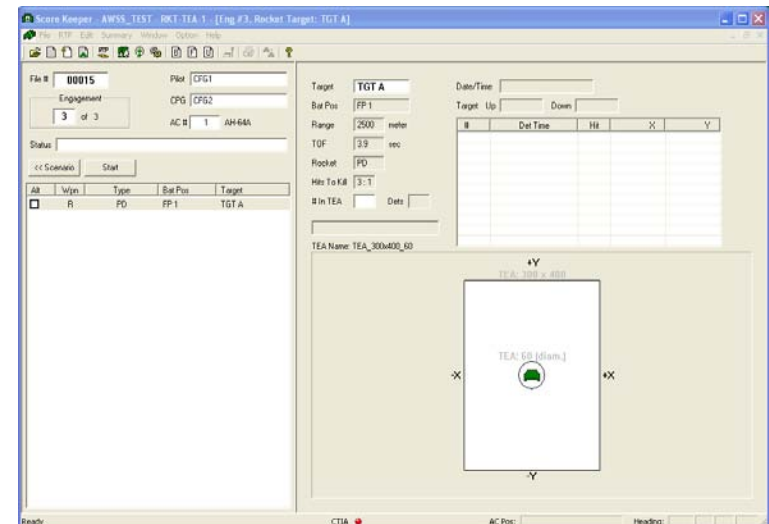 Score Keeper - AWSS_TEST - RKT-TEA-1 - [Eng #3, Rocket Target: TGT A]
File RTF Edit Summary Window Option Help
File # 00015
Pilot CFG1
Engagement
3 of 3
CPG CFG2
AC # 1 AH-64A
Status
<< Scenario Start
Alt Wpn Type Bat Pos Target
R PD FP 1 TGT A
Target TGT A
Bat Pos FP 1
Range 2500 meter
TOF 3.9 sec
Rocket PD
Hits To Kill 3 : 1
# In TEA Dets
TEA Name: TEA_300x400_60
Date/Time
Target Up Down
# Det Time Hit X Y
+Y
TEA: 300 x 400
TEA: 60 (diam.)
-X +X
-Y
Ready CTIA AC Pos: Heading: